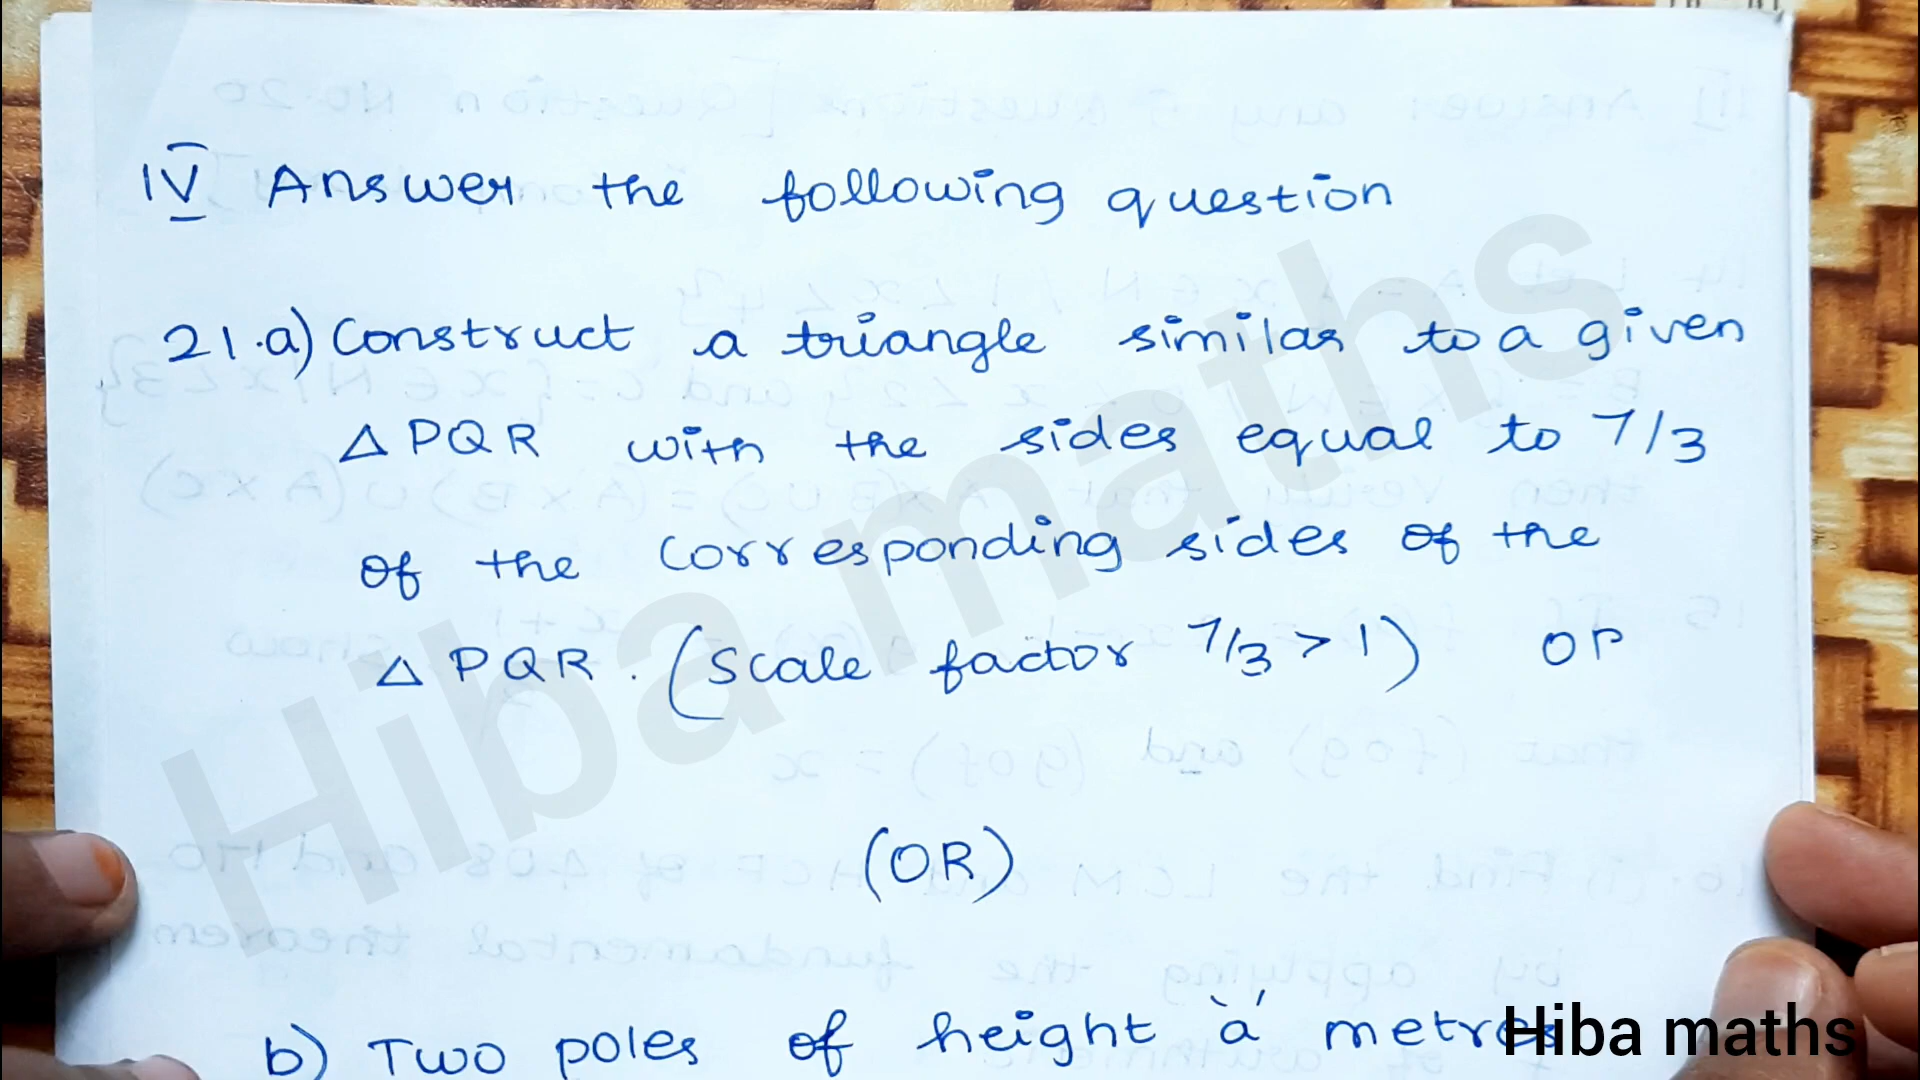 IV Answer the following question
21.a) Construct a triangle similar to a given
△ PQR with the sides equal to 7/3
of the corresponding sides of the
△ PQR. (scale factor 7/3 > 1) OP
(OR)
b) Two poles of height 'a' metres
Hiba maths
Hiba maths